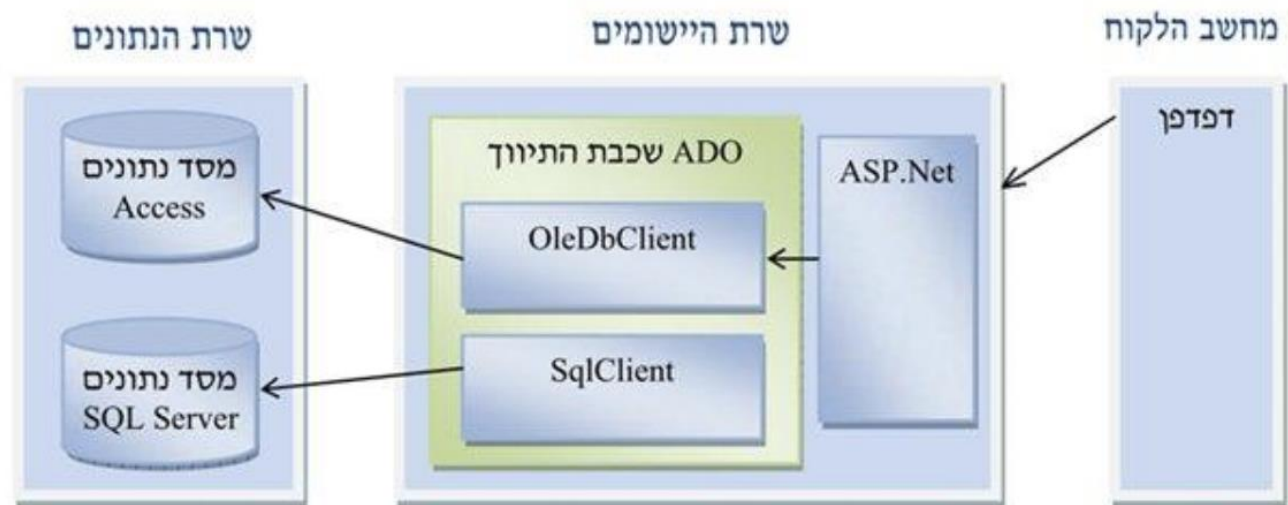 מחשב הלקוח
שרת היישומים
שרת הנתונים
דפדפן
ASP.Net
ADO שכבת התיווך
OleDbClient
SqlClient
מסד נתונים
Access
מסד נתונים
SQL Server